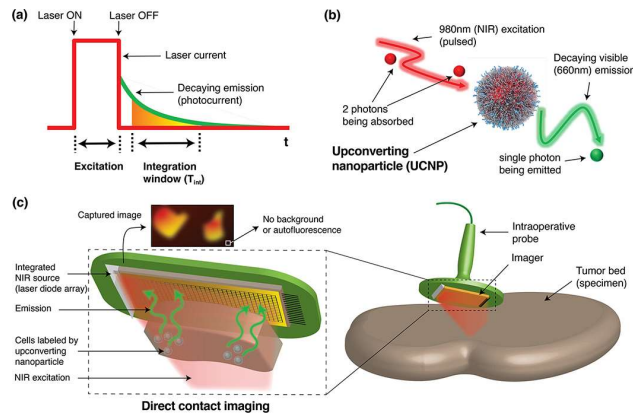 (a)
Laser ON
Laser OFF
Laser current
Decaying emission
(photocurrent)
t
Excitation
Integration
window (Tint)
(b)
980nm (NIR) excitation
(pulsed)
Decaying visible
(660nm) emission
2 photons
being absorbed
Upconverting
nanoparticle (UCNP)
single photon
being emitted
(c)
Captured image
No background
or autofluorescence
Integrated
NIR source
(laser diode array)
Emission
Cells labeled by
upconverting
nanoparticle
NIR excitation
Direct contact imaging
Intraoperative
probe
Imager
Tumor bed
(specimen)